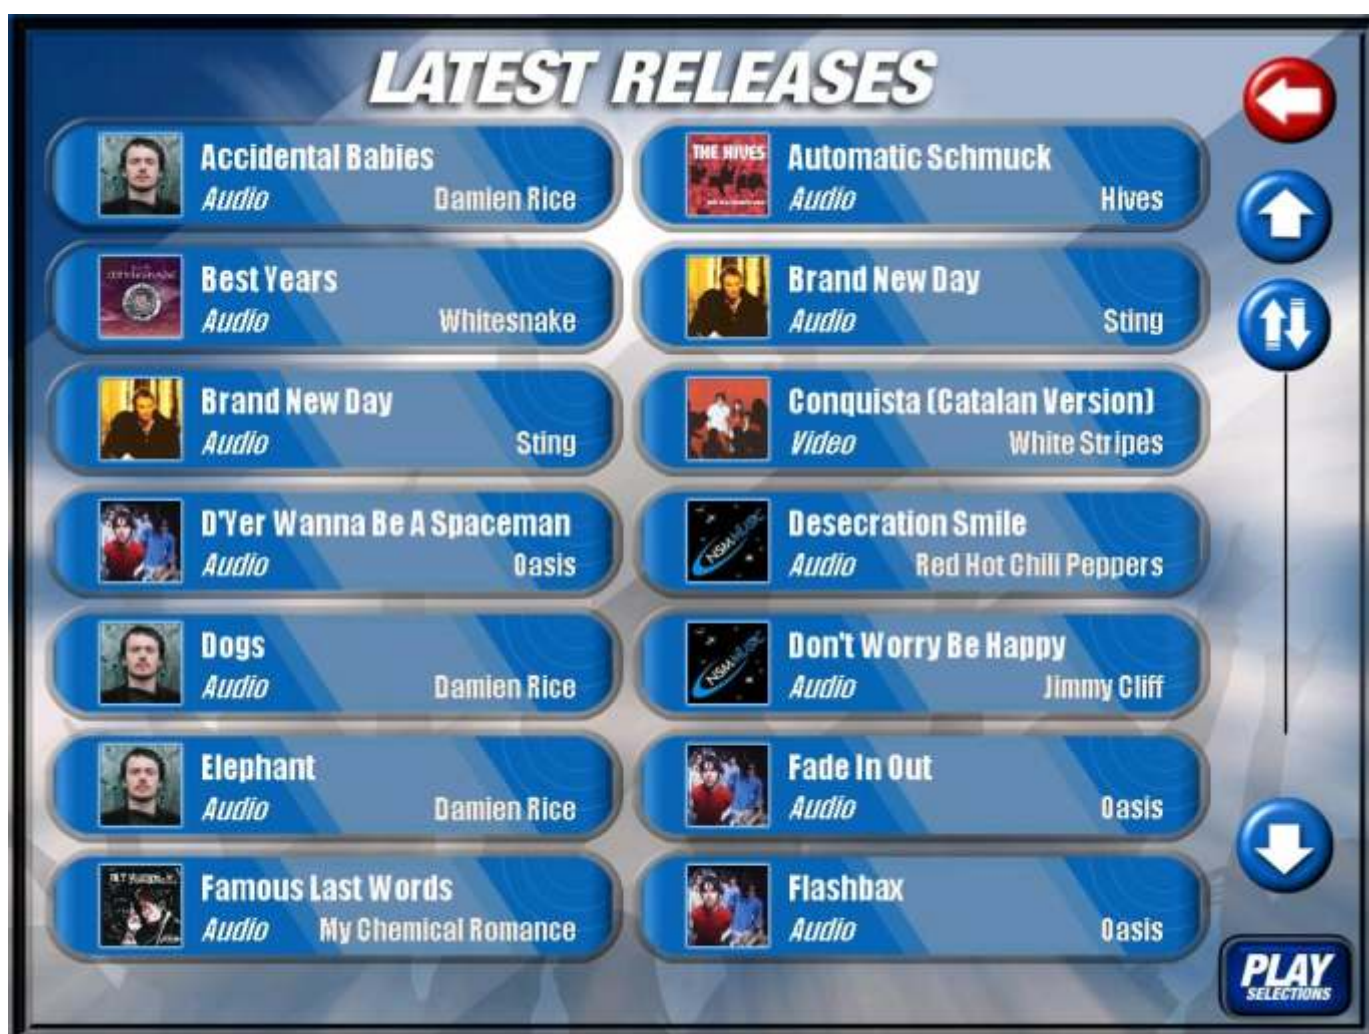 LATEST RELEASES
Accidental Babies
Audio Damien Rice
THE HIVES
Automatic Schmuck
Audio Hives
Best Years
Audio Whitesnake
Brand New Day
Audio Sting
Brand New Day
Audio Sting
Conquista (Catalan Version)
Video White Stripes
D'Yer Wanna Be A Spaceman
Audio Oasis
NSM MUSIC
Desecration Smile
Audio Red Hot Chili Peppers
Dogs
Audio Damien Rice
NSM MUSIC
Don't Worry Be Happy
Audio Jimmy Cliff
Elephant
Audio Damien Rice
Fade In Out
Audio Oasis
Famous Last Words
Audio My Chemical Romance
Flashbax
Audio Oasis
PLAY
SELECTIONS